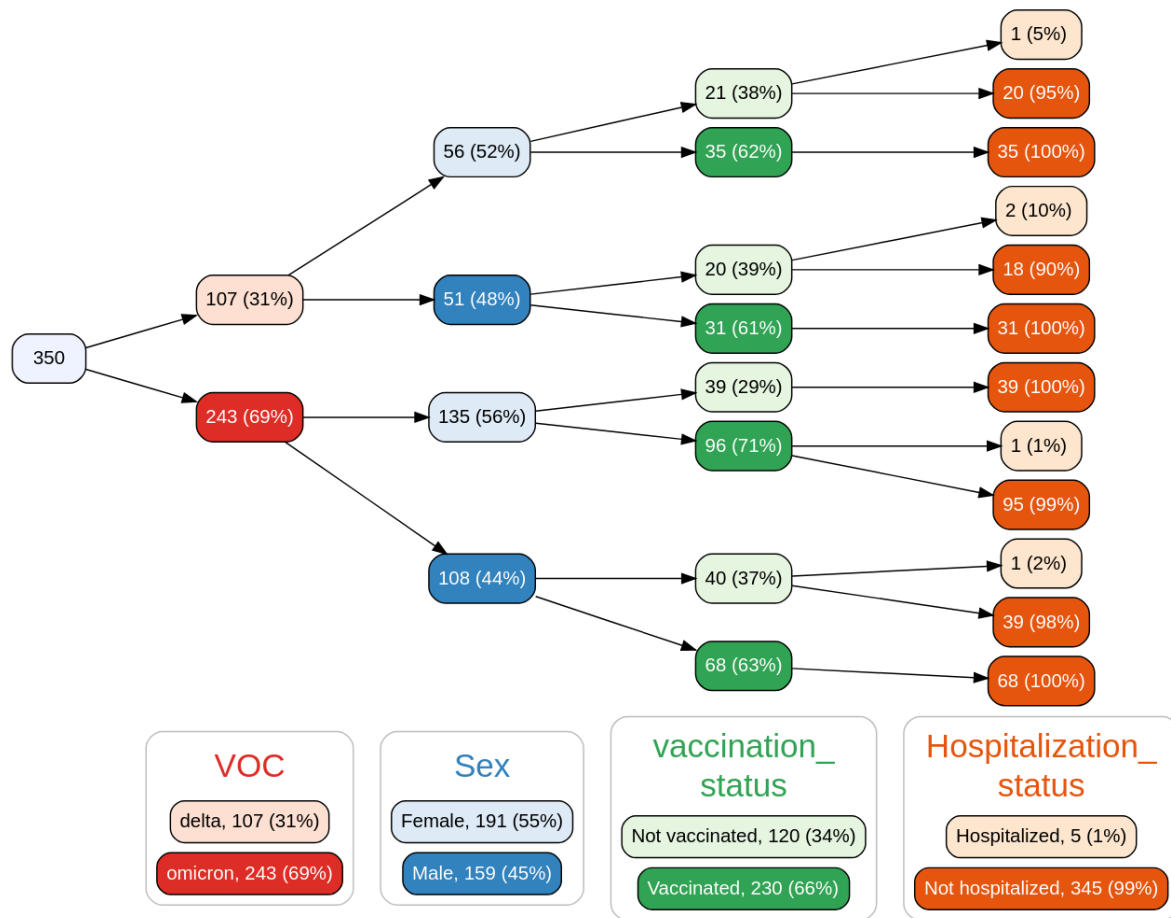 1 (5%)
21 (38%)
20 (95%)
56 (52%)
35 (62%)
35 (100%)
2 (10%)
20 (39%)
18 (90%)
107 (31%)
51 (48%)
31 (61%)
31 (100%)
350
39 (29%)
39 (100%)
243 (69%)
135 (56%)
96 (71%)
1 (1%)
95 (99%)
1 (2%)
108 (44%)
40 (37%)
39 (98%)
68 (63%)
68 (100%)
VOC
delta, 107 (31%)
omicron, 243 (69%)
Sex
Female, 191 (55%)
Male, 159 (45%)
vaccination_
status
Not vaccinated, 120 (34%)
Vaccinated, 230 (66%)
Hospitalization_
status
Hospitalized, 5 (1%)
Not hospitalized, 345 (99%)